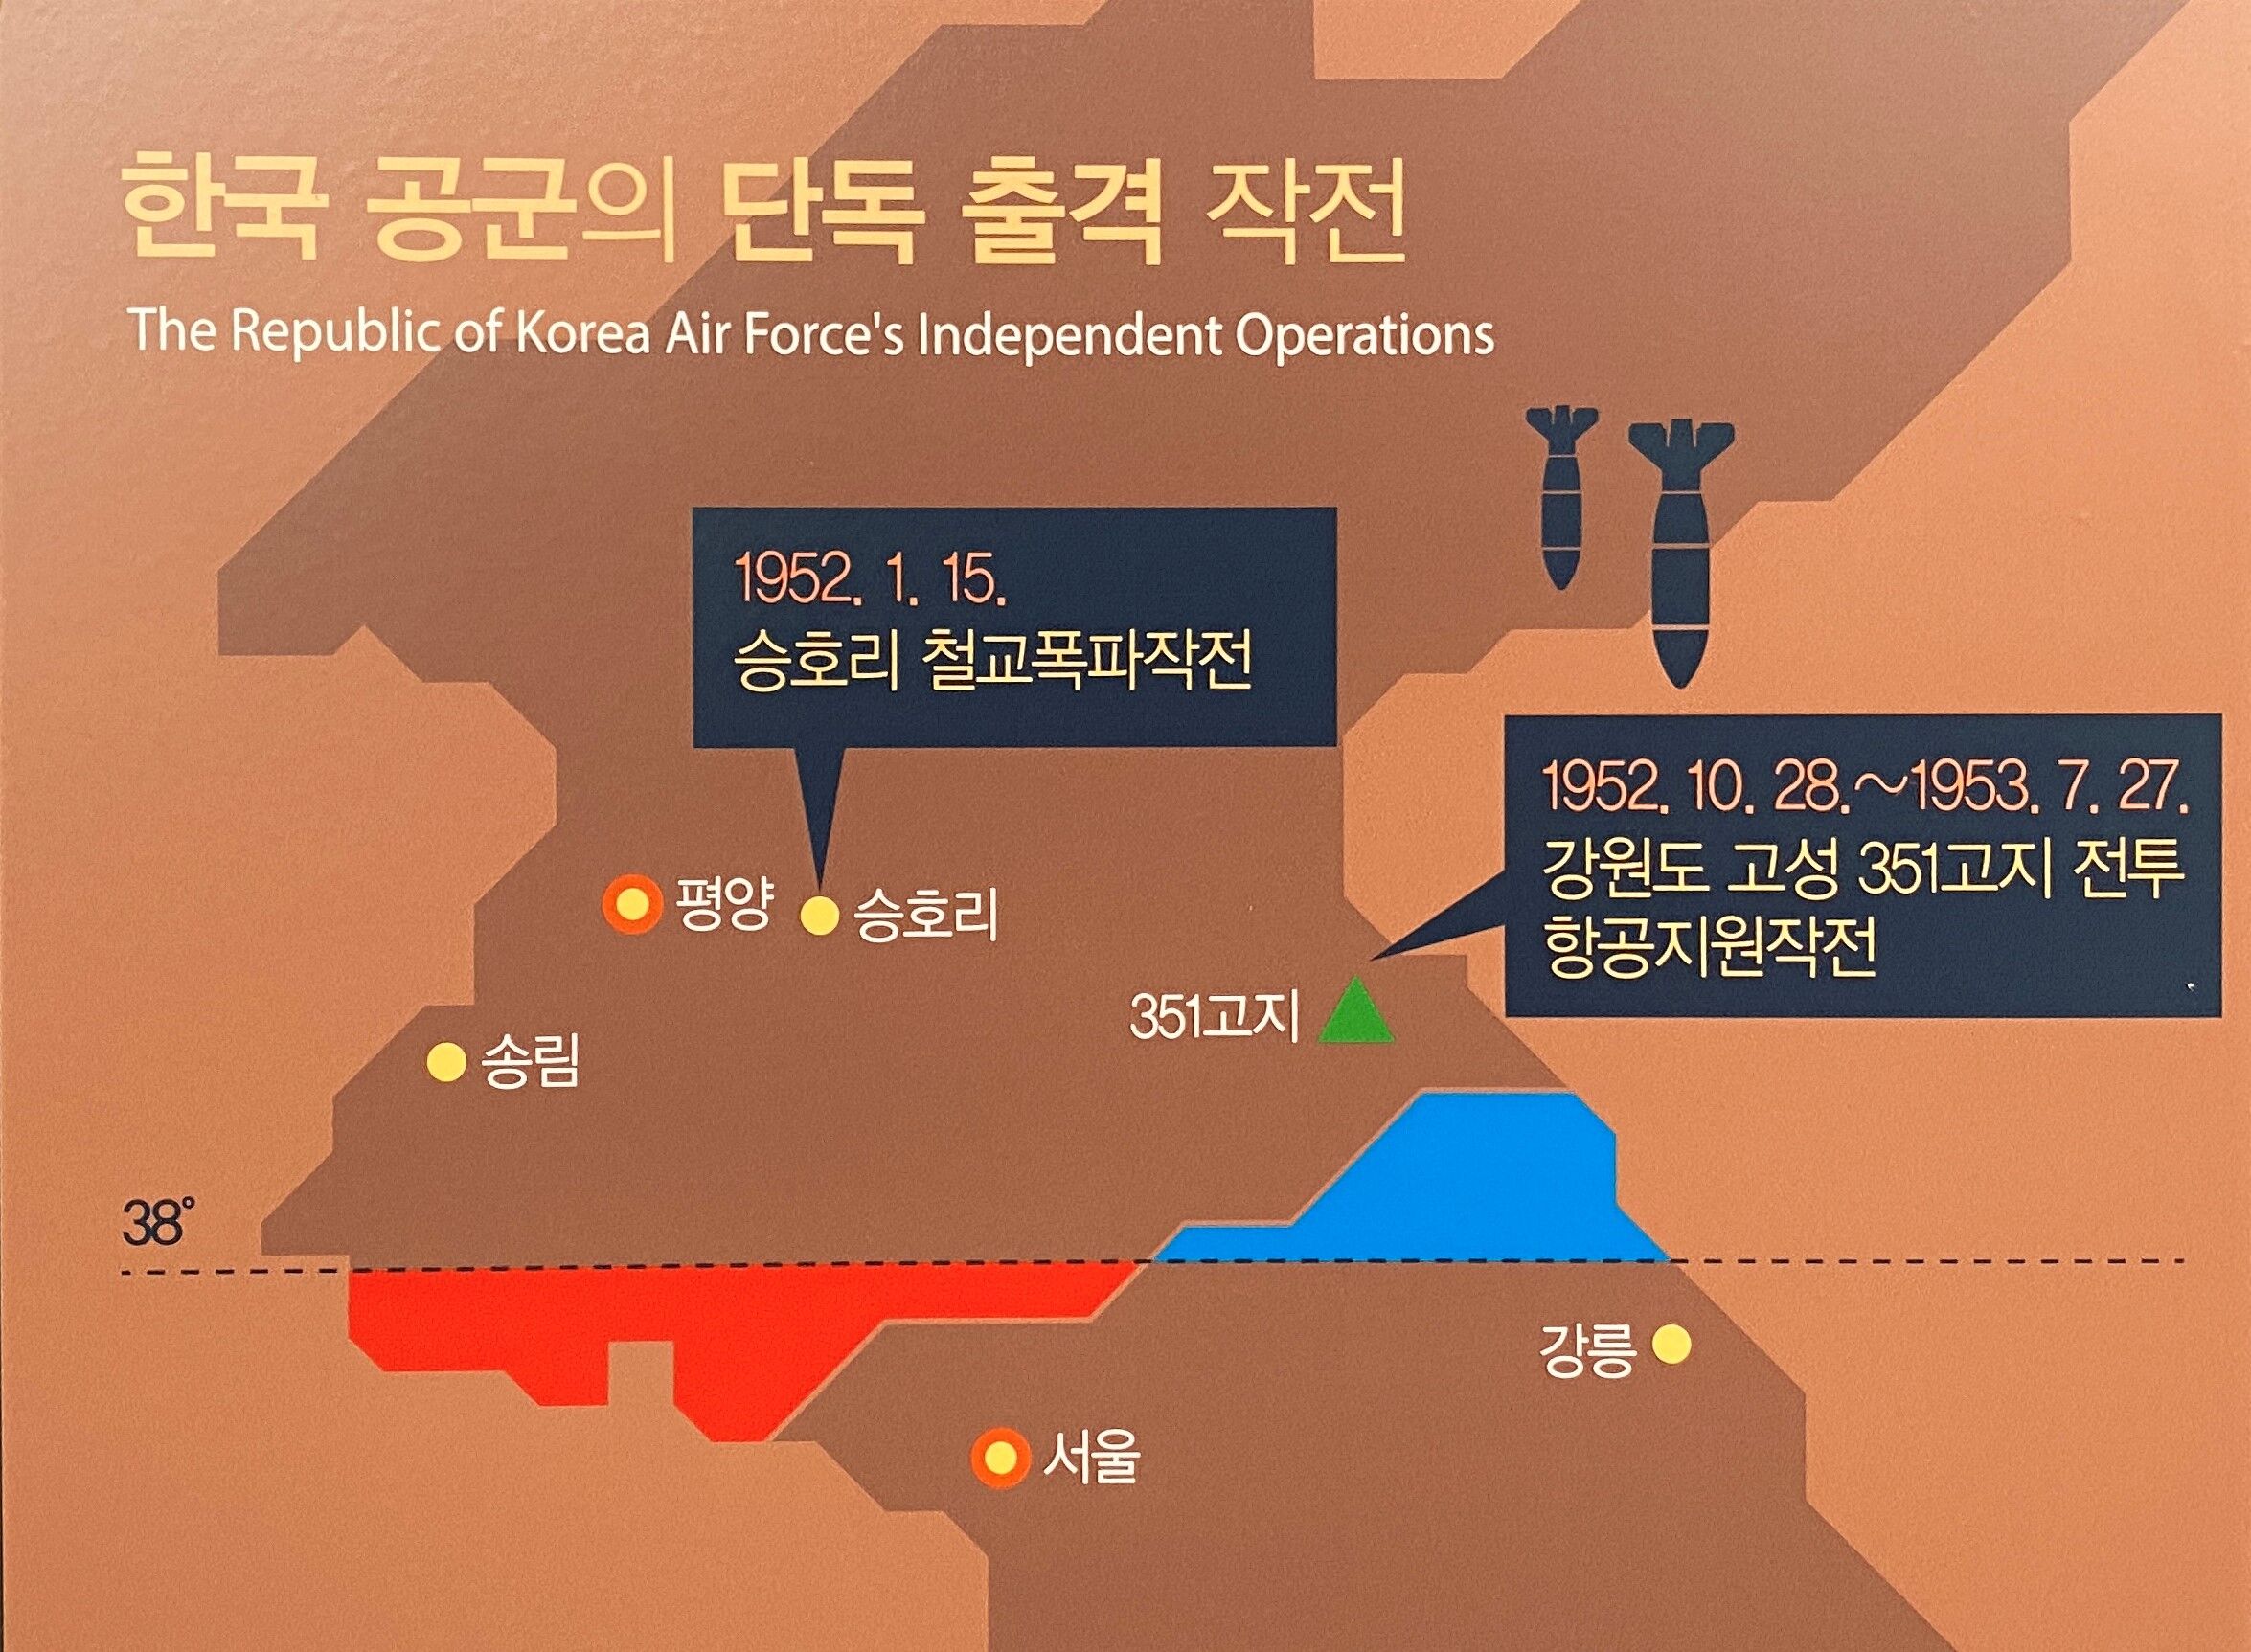 한국 공군의 단독 출격 작전
The Republic of Korea Air Force's Independent Operations
1952. 1. 15.
승호리 철교폭파작전
1952. 10. 28.~1953. 7. 27.
강원도 고성 351고지 전투
항공지원작전
평양
승호리
351고지
송림
38°
강릉
서울